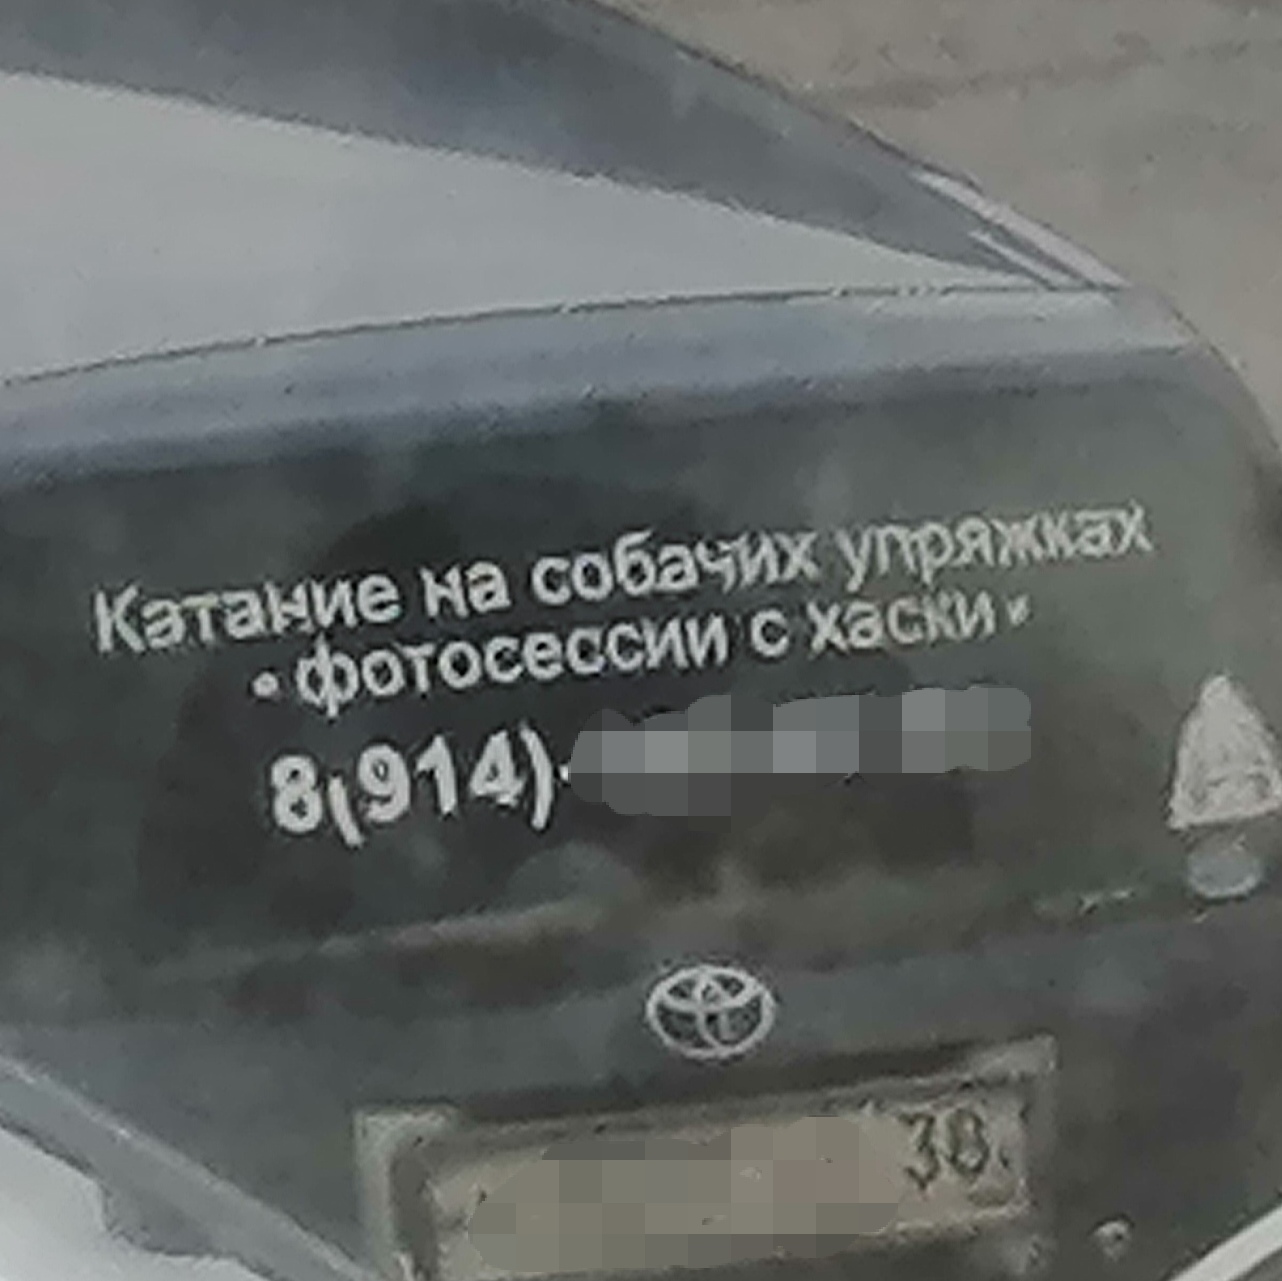 Катание на собачих упряжках
• фотосессии с хаски •
8(914)-
38